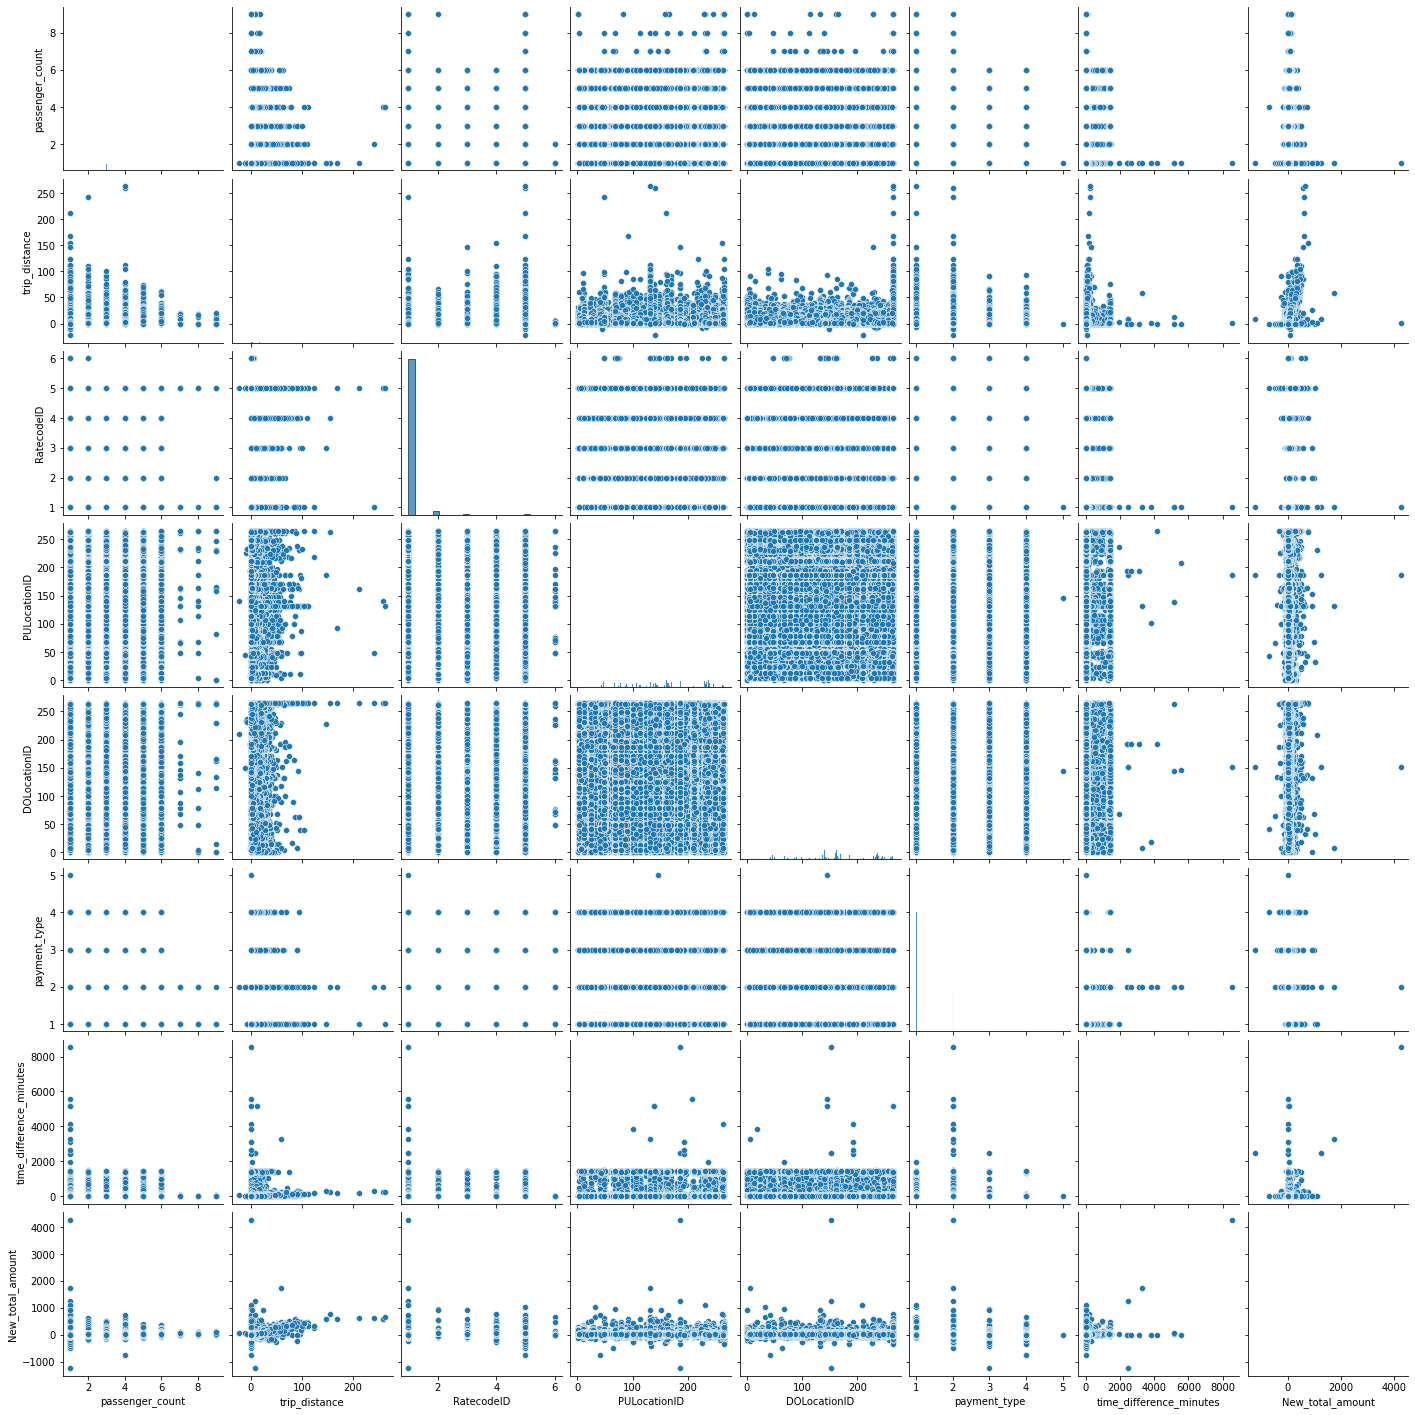 8
6
4
2
passenger_count
250
200
150
100
50
0
trip_distance
6
5
4
3
2
1
RatecodeID
250
200
150
100
50
0
PULocationID
250
200
150
100
50
0
DOLocationID
5
4
3
2
1
payment_type
8000
6000
4000
2000
0
time_difference_minutes
4000
3000
2000
1000
0
−1000
New_total_amount
2 4 6 8
0 100 200
2 4 6
0 100 200
0 100 200
1 2 3 4 5
0 2000 4000 6000 8000
0 2000 4000
passenger_count
trip_distance
RatecodeID
PULocationID
DOLocationID
payment_type
time_difference_minutes
New_total_amount